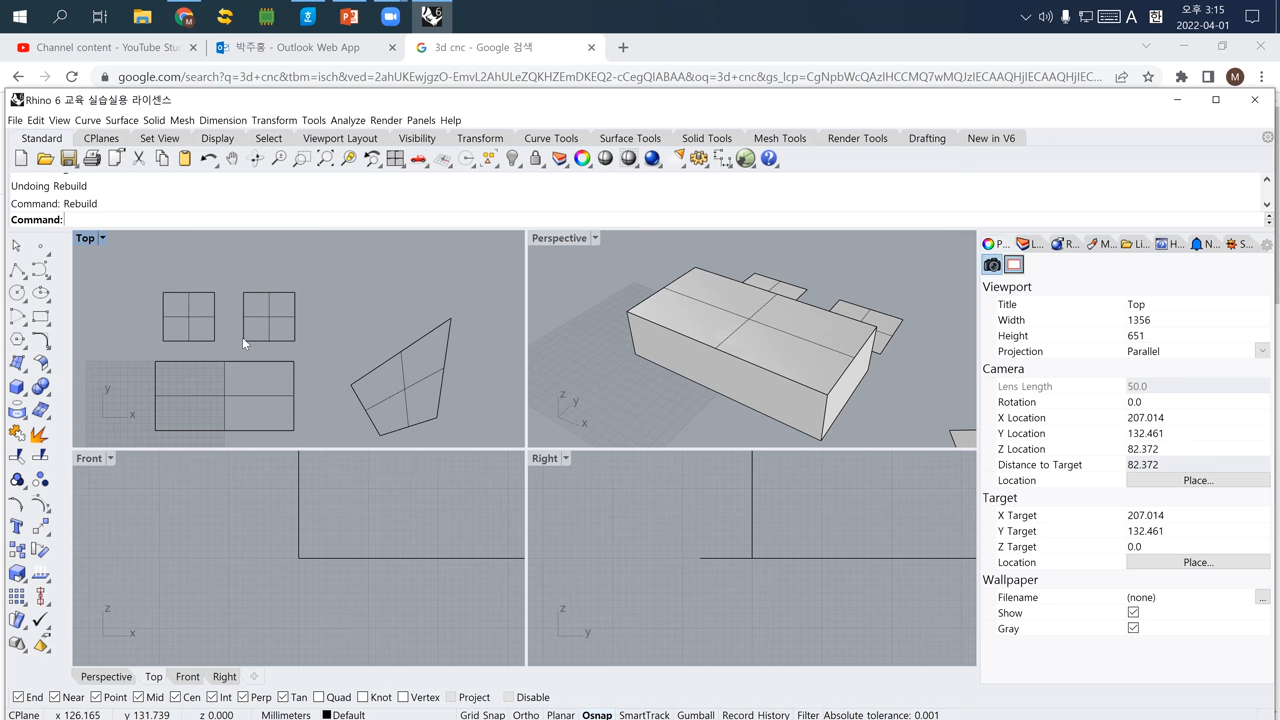 6
A
한
오후 3:15
2022-04-01
Channel content - YouTube Stu
박주홍 - Outlook Web App
3d cnc - Google 검색
google.com/search?q=3d+cnc&tbm=isch&ved=2ahUKEwjgzO-EmvL2AhULeZQKHZEmDKEQ2-cCegQIABAA&oq=3d+cnc&gs_lcp=CgNpbWcQAzIHCCMQ7wMQJzIECAAQHjIECAAQHjIEC...
M
Rhino 6 교육 실습실용 라이센스
File Edit View Curve Surface Solid Mesh Dimension Transform Tools Analyze Render Panels Help
Standard CPlanes Set View Display Select Viewport Layout Visibility Transform Curve Tools Surface Tools Solid Tools Mesh Tools Render Tools Drafting New in V6
Undoing Rebuild
Command: Rebuild
Command:
Top
Perspective
P... L... R... M... Li... H... N... S...
Viewport
Title Top
Width 1356
Height 651
Projection Parallel
Camera
Lens Length 50.0
Rotation 0.0
X Location 207.014
Y Location 132.461
Z Location 82.372
Distance to Target 82.372
Location Place...
Target
X Target 207.014
Y Target 132.461
Z Target 0.0
Location Place...
Wallpaper
Filename (none) ...
Show
Gray
y
x
z
y
x
Front
Right
z
x
z
y
Perspective Top Front Right
End Near Point Mid Cen Int Perp Tan Quad Knot Vertex Project Disable
CPlane x 126.165 y 131.739 z 0.000 Millimeters Default Grid Snap Ortho Planar Osnap SmartTrack Gumball Record History Filter Absolute tolerance: 0.001